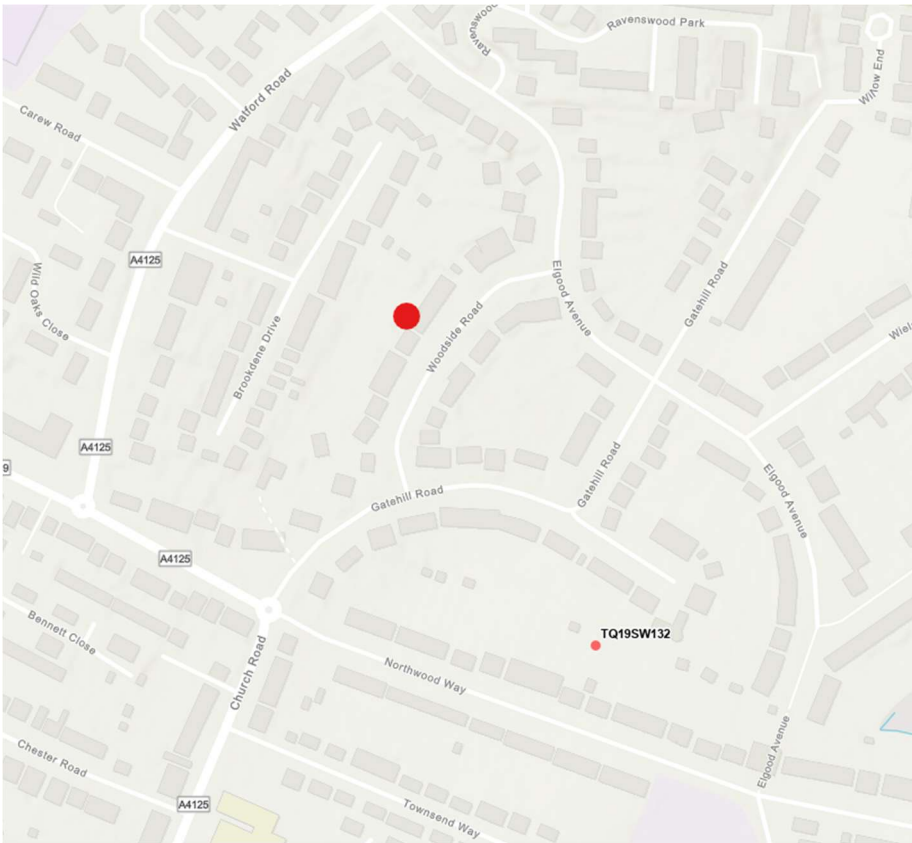 Ravenswood Park
Ravenswood
Willow End
Watford Road
Carew Road
A4125
Wild Oaks Close
Elgood Avenue
Gatehill Road
Brookdene Drive
Woodside Road
A4125
9
Gatehill Road
Gatehill Road
Elgood Avenue
A4125
Bennett Close
TQ19SW132
Church Road
Northwood Way
Chester Road
Elgood Avenue
A4125
Townsend Way